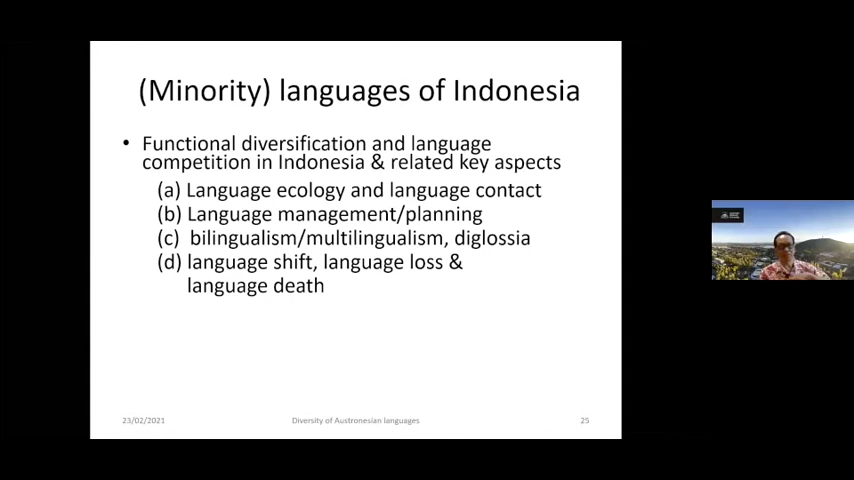 (Minority) languages of Indonesia
• Functional diversification and language
competition in Indonesia & related key aspects
(a) Language ecology and language contact
(b) Language management/planning
(c) bilingualism/multilingualism, diglossia
(d) language shift, language loss &
language death
23/02/2021 Diversity of Austronesian languages 25